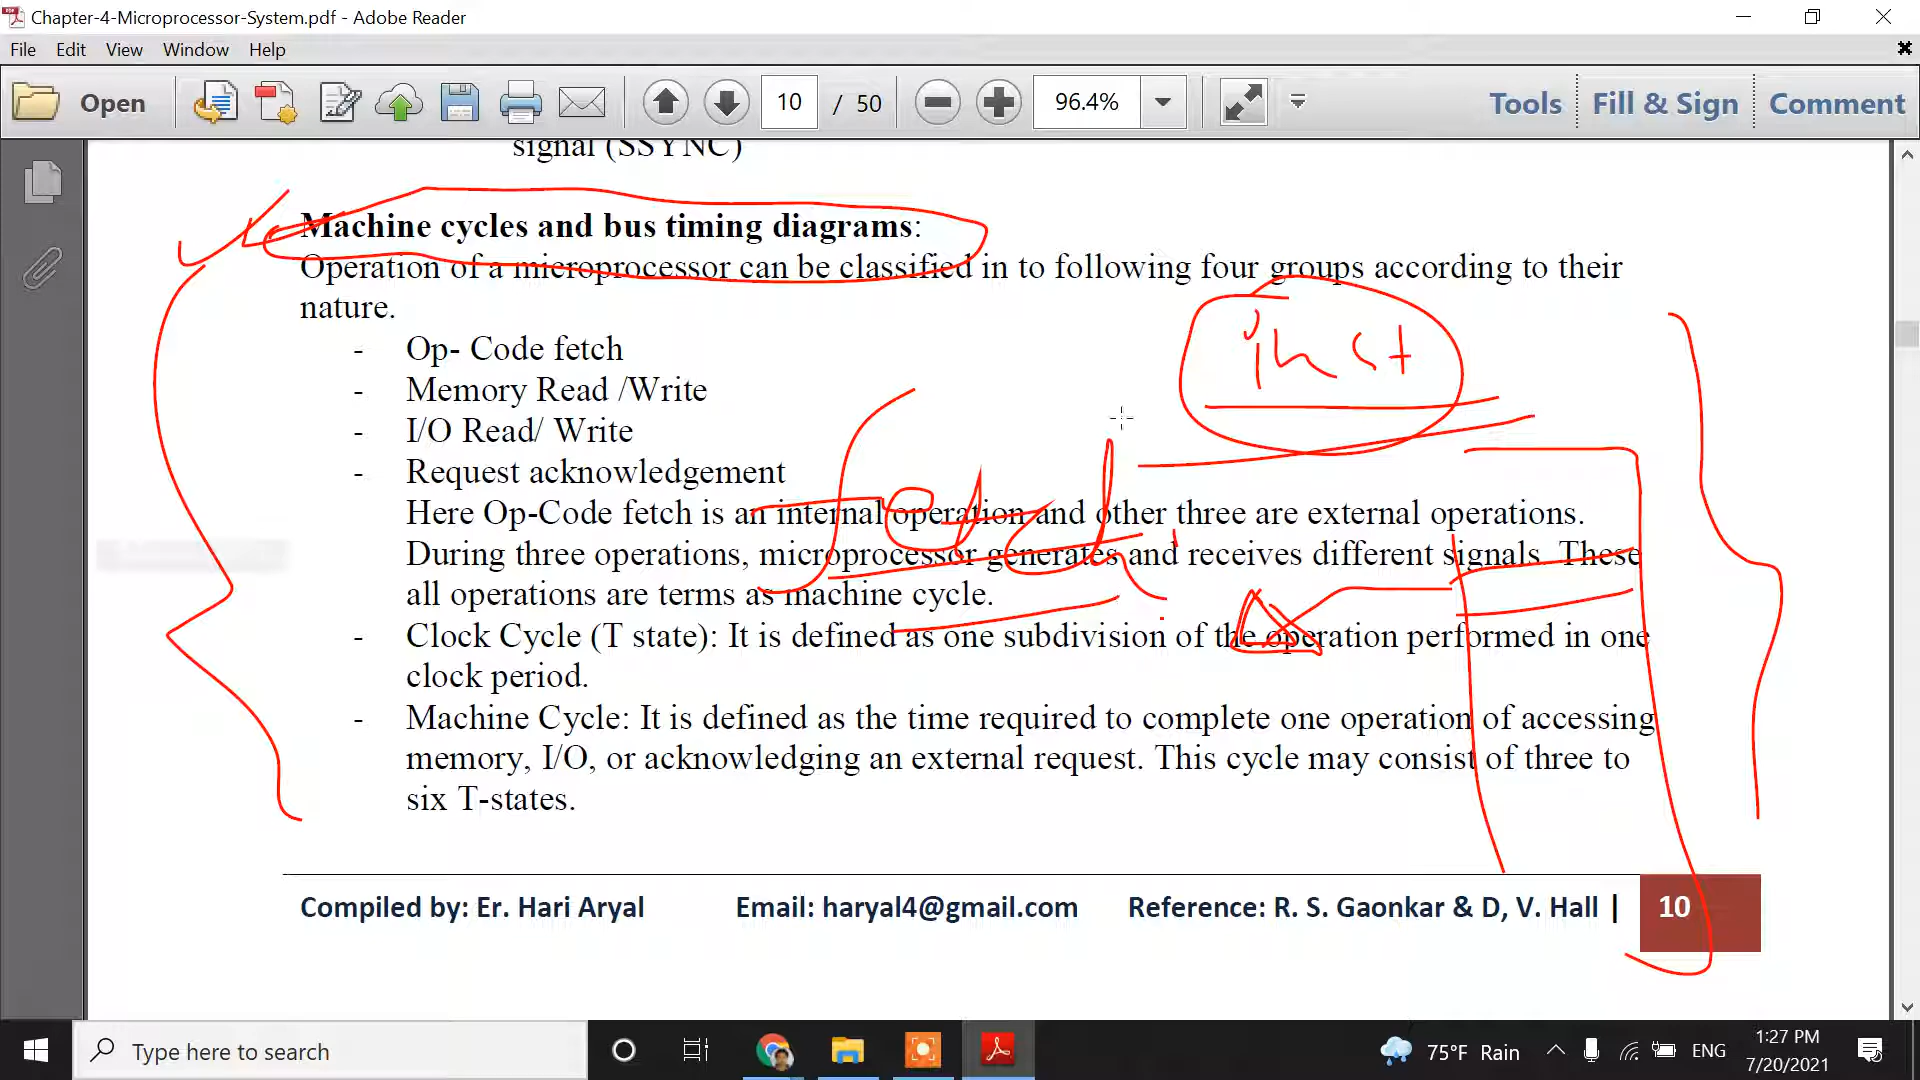 Chapter-4-Microprocessor-System.pdf - Adobe Reader
File Edit View Window Help
Open 10 / 50 96.4% Tools Fill & Sign Comment
signal (SSYNC)
Machine cycles and bus timing diagrams:
Operation of a microprocessor can be classified in to following four groups according to their
nature.
- Op- Code fetch
inst
- Memory Read /Write
- I/O Read/ Write
- Request acknowledgement
Here Op-Code fetch is an internal operation and other three are external operations.
fetch
During three operations, microprocessor generates and receives different signals. These
all operations are terms as machine cycle.
- Clock Cycle (T state): It is defined as one subdivision of the operation performed in one
clock period.
- Machine Cycle: It is defined as the time required to complete one operation of accessing
memory, I/O, or acknowledging an external request. This cycle may consist of three to
six T-states.
Compiled by: Er. Hari Aryal Email: haryal4@gmail.com Reference: R. S. Gaonkar & D, V. Hall | 10
Type here to search 75°F Rain ENG 1:27 PM
7/20/2021